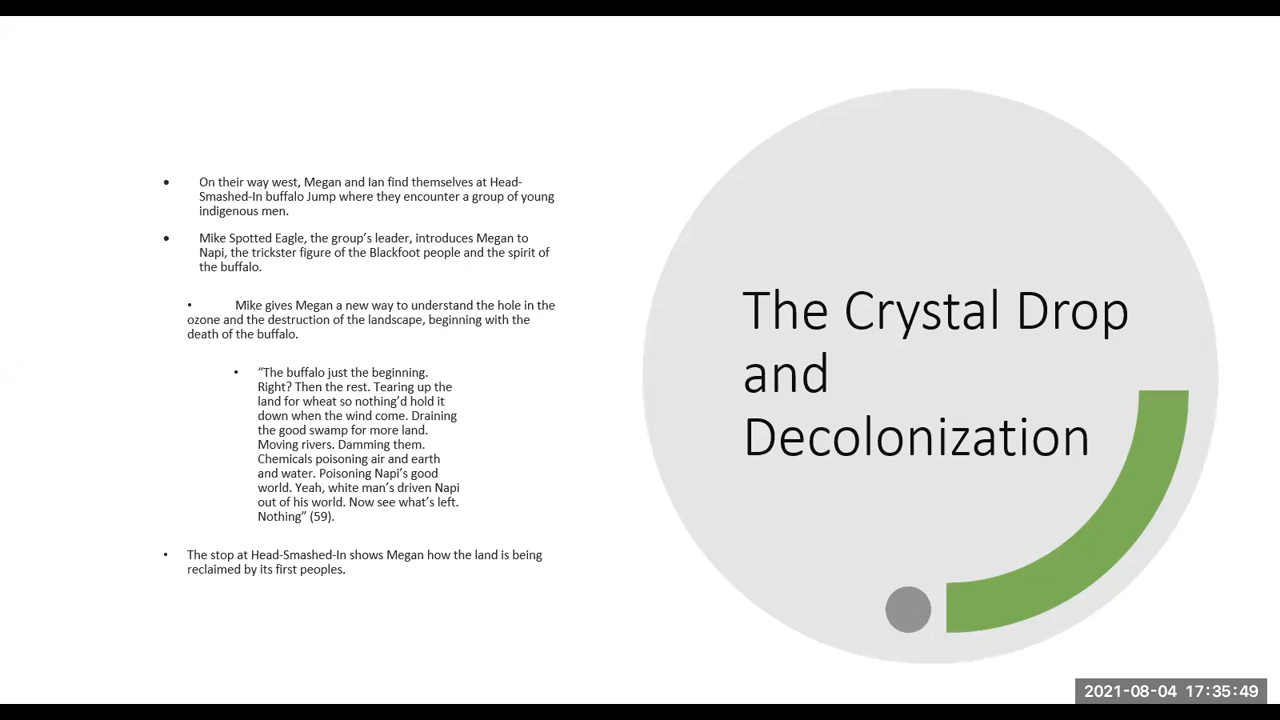 • On their way west, Megan and Ian find themselves at Head-
Smashed-In buffalo Jump where they encounter a group of young
indigenous men.
• Mike Spotted Eagle, the group’s leader, introduces Megan to
Napi, the trickster figure of the Blackfoot people and the spirit of
the buffalo.
• Mike gives Megan a new way to understand the hole in the
ozone and the destruction of the landscape, beginning with the
death of the buffalo.
• “The buffalo just the beginning.
Right? Then the rest. Tearing up the
land for wheat so nothing’d hold it
down when the wind come. Draining
the good swamp for more land.
Moving rivers. Damming them.
Chemicals poisoning air and earth
and water. Poisoning Napi’s good
world. Yeah, white man’s driven Napi
out of his world. Now see what’s left.
Nothing” (59).
• The stop at Head-Smashed-In shows Megan how the land is being
reclaimed by its first peoples.
The Crystal Drop
and
Decolonization
2021-08-04 17:35:49